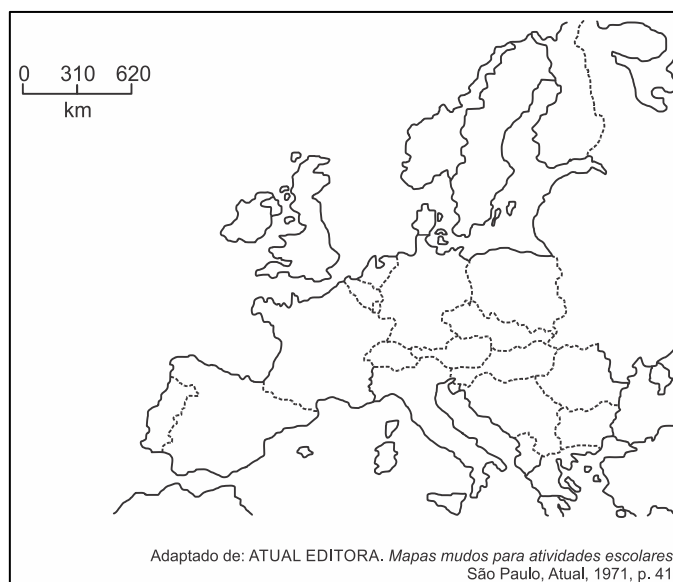 0 310 620
km
Adaptado de: ATUAL EDITORA. Mapas mudos para atividades escolares
São Paulo, Atual, 1971, p. 41